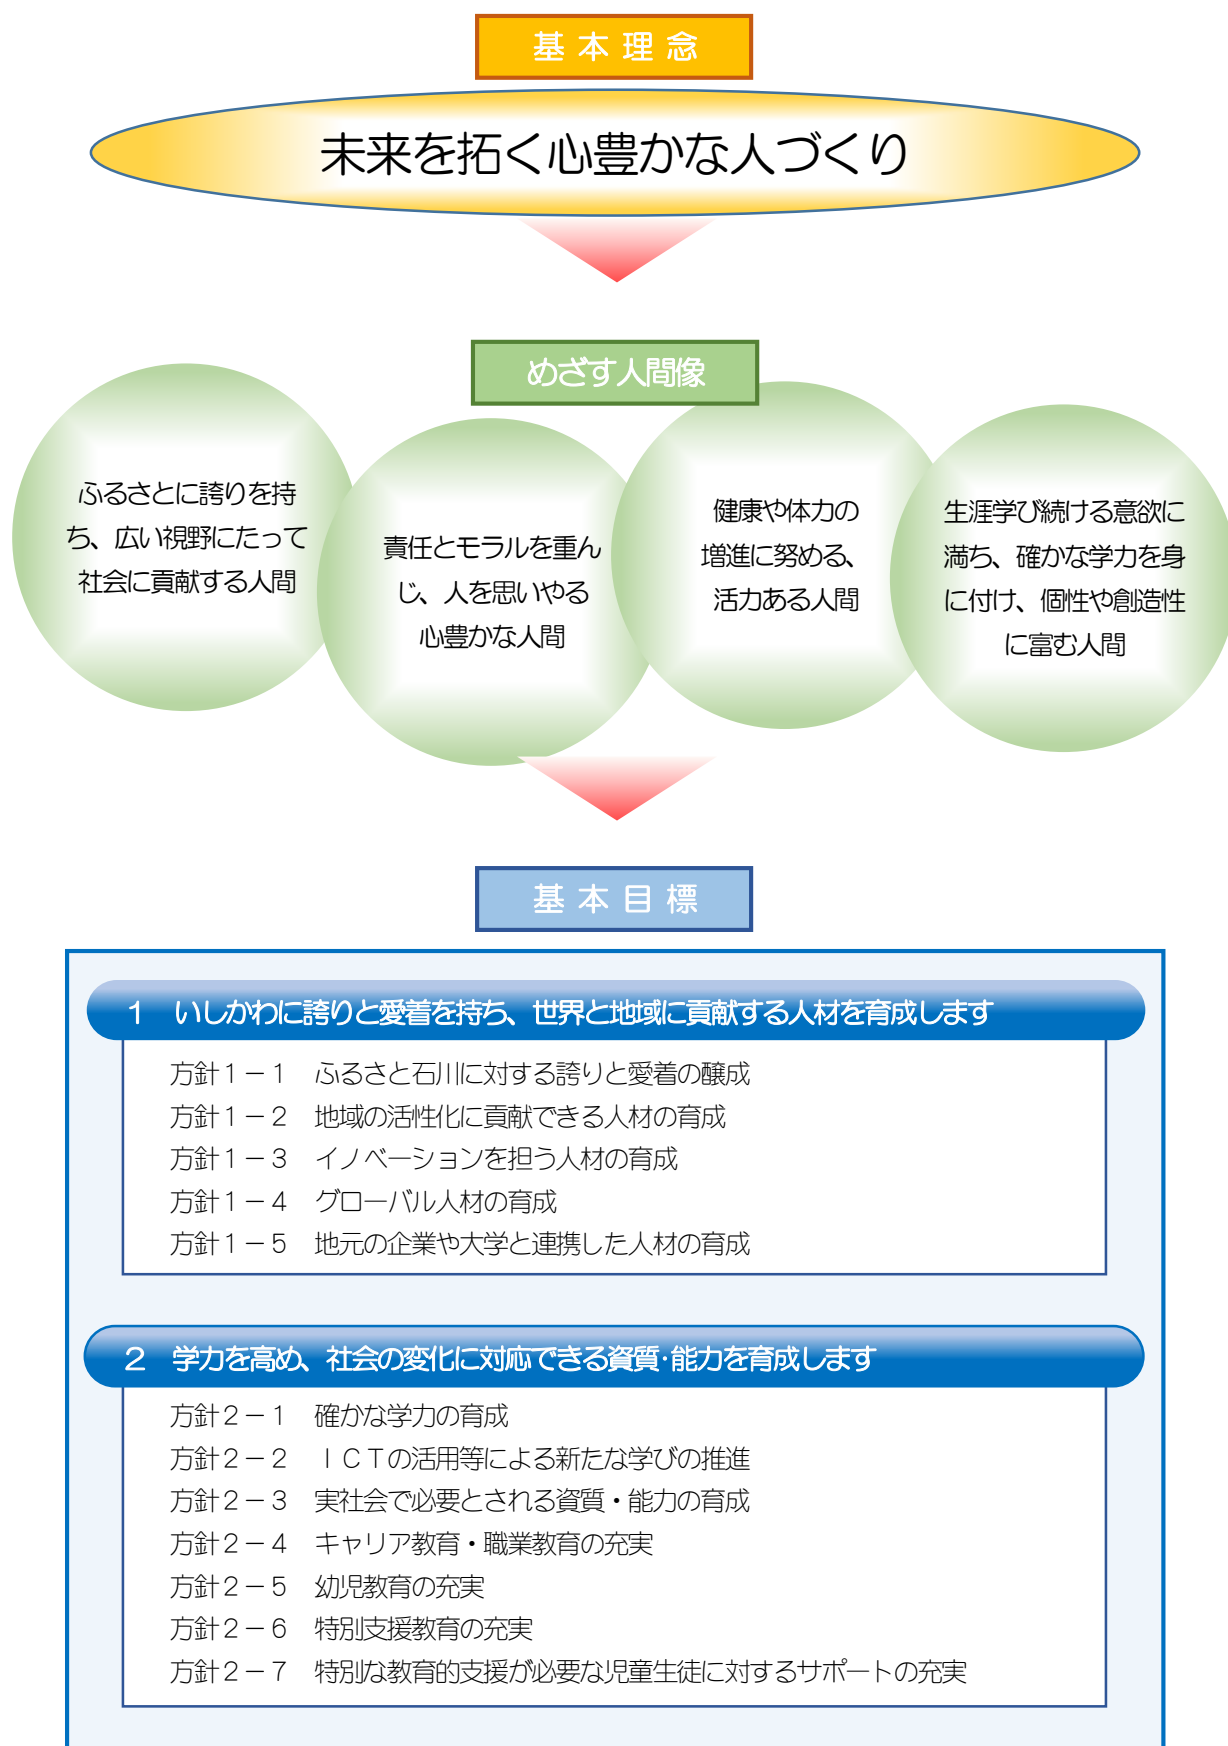 基本理念
未来を拓く心豊かな人づくり
めざす人間像
ふるさとに誇りを持
ち、広い視野にたって
社会に貢献する人間
責任とモラルを重ん
じ、人を思いやる
心豊かな人間
健康や体力の
増進に努める、
活力ある人間
生涯学び続ける意欲に
満ち、確かな学力を身
に付け、個性や創造性
に富む人間
基本目標
1　いしかわに誇りと愛着を持ち、世界と地域に貢献する人材を育成します
方針１－１　ふるさと石川に対する誇りと愛着の醸成
方針１－２　地域の活性化に貢献できる人材の育成
方針１－３　イノベーションを担う人材の育成
方針１－４　グローバル人材の育成
方針１－５　地元の企業や大学と連携した人材の育成
2　学力を高め、社会の変化に対応できる資質・能力を育成します
方針２－１　確かな学力の育成
方針２－２　ＩＣＴの活用等による新たな学びの推進
方針２－３　実社会で必要とされる資質・能力の育成
方針２－４　キャリア教育・職業教育の充実
方針２－５　幼児教育の充実
方針２－６　特別支援教育の充実
方針２－７　特別な教育的支援が必要な児童生徒に対するサポートの充実